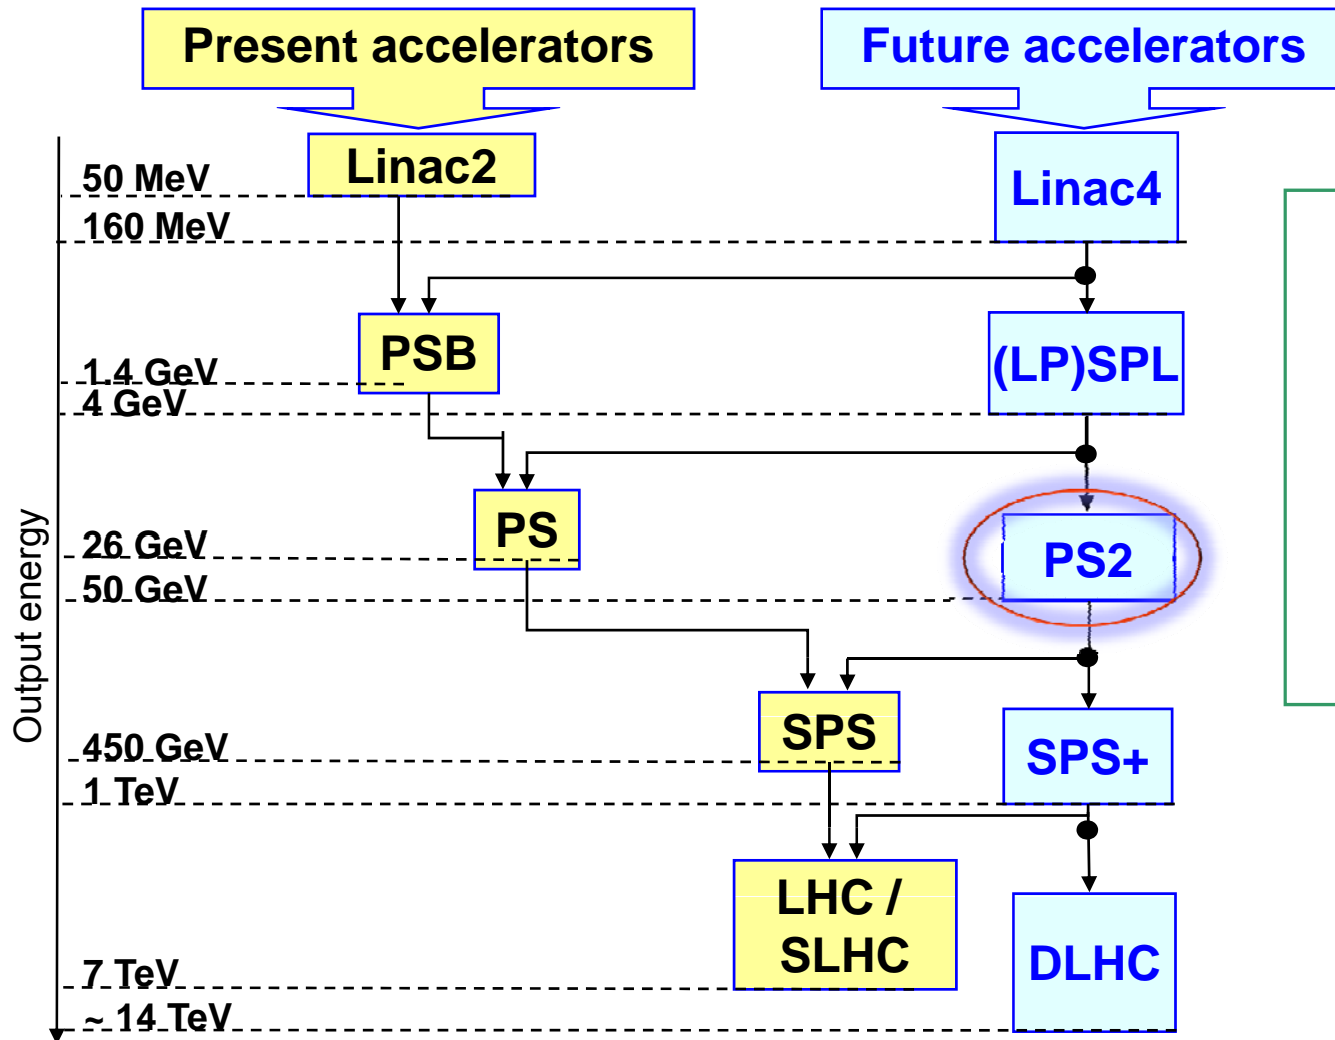 Present accelerators
Future accelerators
Linac2
Linac4
50 MeV
160 MeV
PSB
(LP)SPL
1.4 GeV
4 GeV
PS
PS2
26 GeV
50 GeV
Output energy
SPS
SPS+
450 GeV
1 TeV
LHC /
SLHC
DLHC
7 TeV
~ 14 TeV